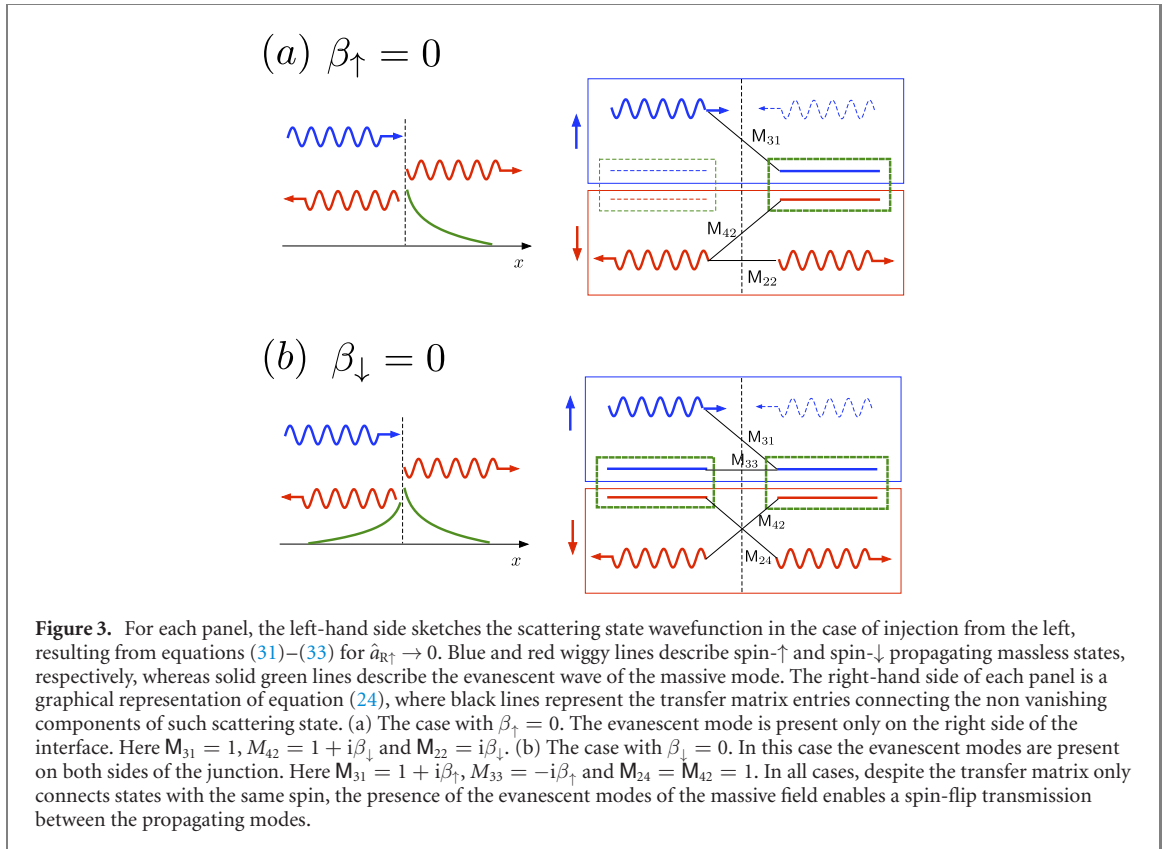 (a) β↑ = 0
M31
M42
M22
x
(b) β↓ = 0
M31
M33
M42
M24
x
Figure 3. For each panel, the left-hand side sketches the scattering state wavefunction in the case of injection from the left,
resulting from equations (31)–(33) for âR↑ → 0. Blue and red wiggy lines describe spin-↑ and spin-↓ propagating massless states,
respectively, whereas solid green lines describe the evanescent wave of the massive mode. The right-hand side of each panel is a
graphical representation of equation (24), where black lines represent the transfer matrix entries connecting the non vanishing
components of such scattering state. (a) The case with β↑ = 0. The evanescent mode is present only on the right side of the
interface. Here M31 = 1, M42 = 1 + iβ↓ and M22 = iβ↓. (b) The case with β↓ = 0. In this case the evanescent modes are present
on both sides of the junction. Here M31 = 1 + iβ↑, M33 = −iβ↑ and M24 = M42 = 1. In all cases, despite the transfer matrix only
connects states with the same spin, the presence of the evanescent modes of the massive field enables a spin-flip transmission
between the propagating modes.